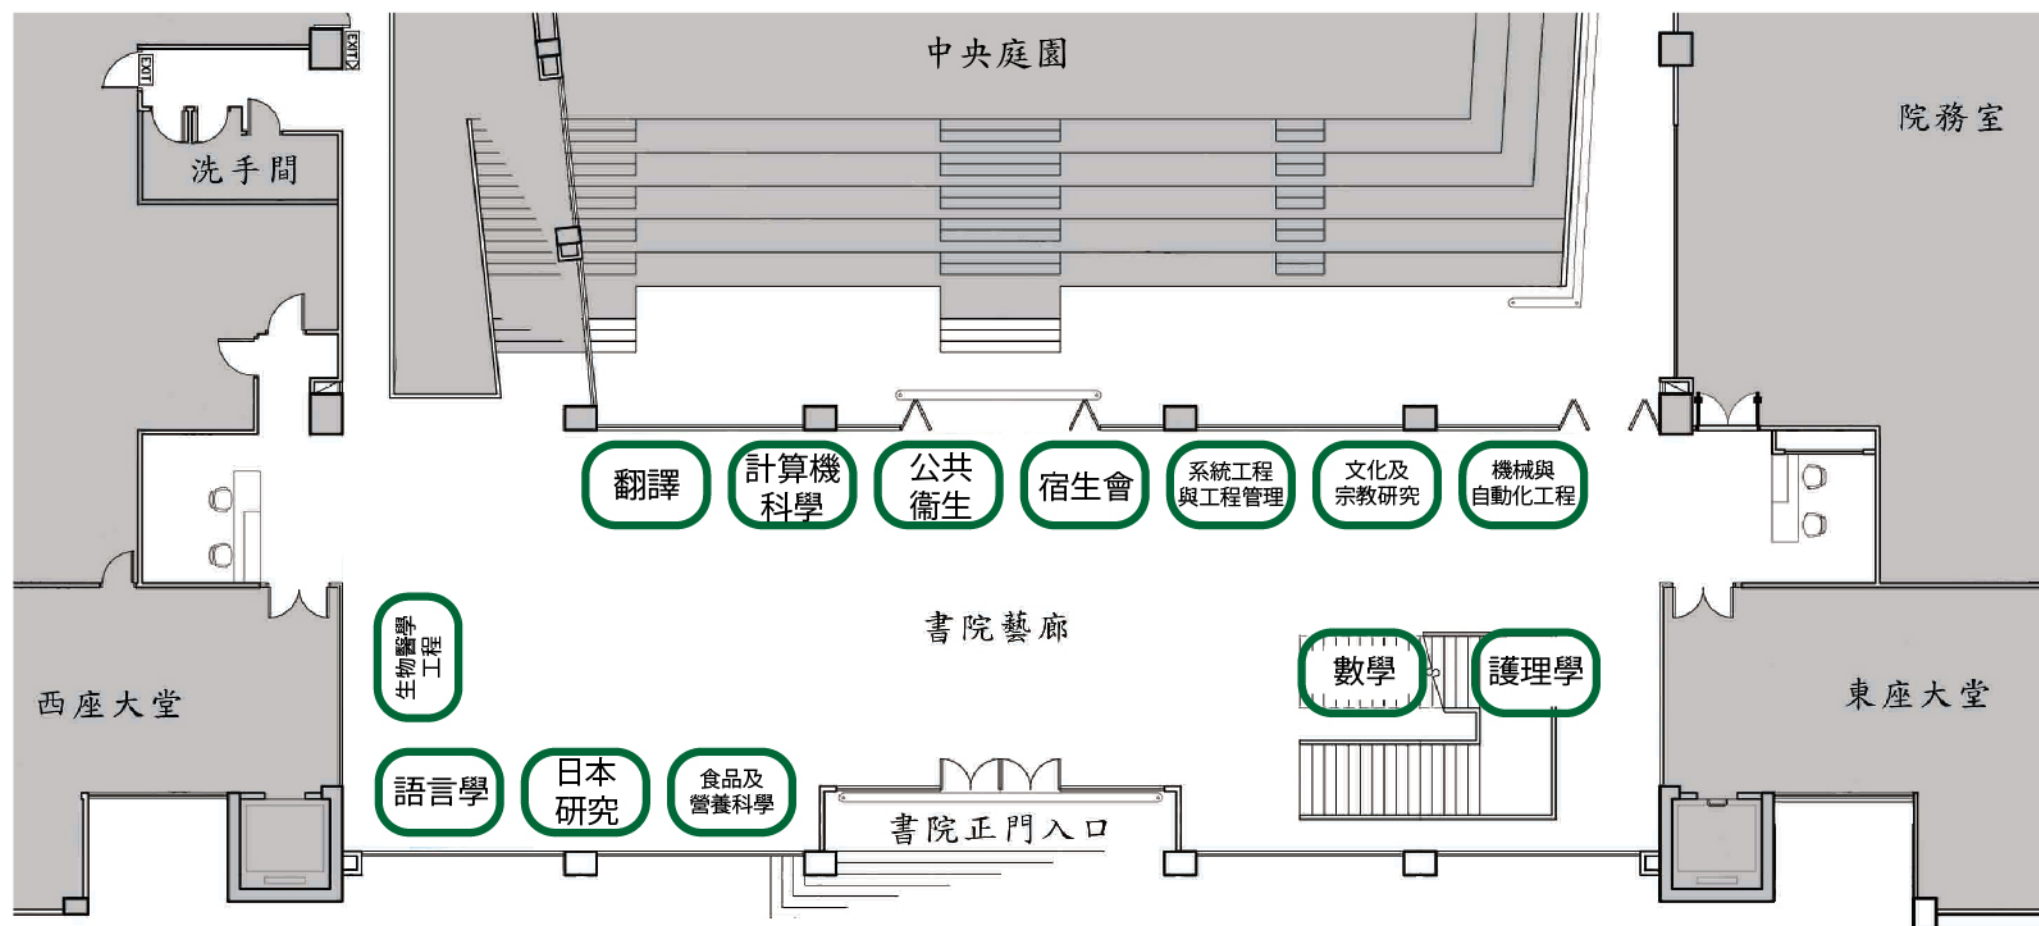 EXIT
EXIT
中央庭園
院務室
洗手間
翻譯
計算機
科學
公共
衞生
宿生會
系統工程
與工程管理
文化及
宗教研究
機械與
自動化工程
生物醫學
工程
書院藝廊
數學
護理學
西座大堂
東座大堂
語言學
日本
研究
食品及
營養科學
書院正門入口